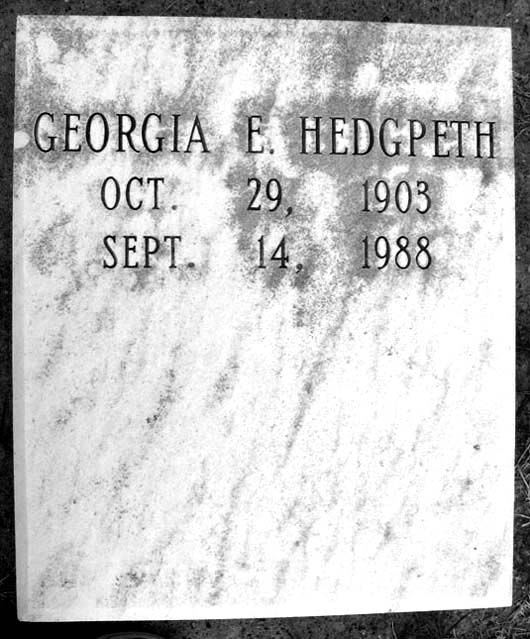 GEORGIA E. HEDGPETH
OCT. 29, 1903
SEPT. 14, 1988